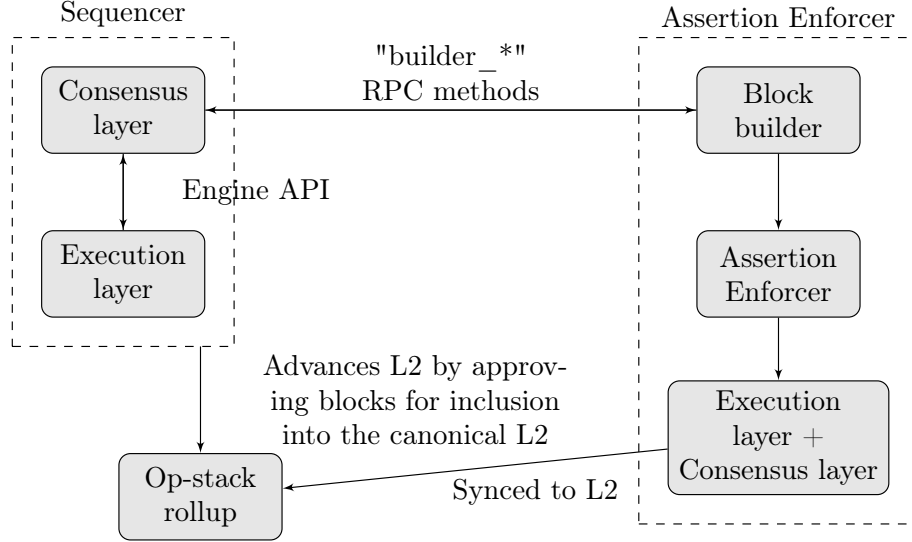 Sequencer
Assertion Enforcer
"builder_*"
RPC methods
Consensus
layer
Block
builder
Engine API
Execution
layer
Assertion
Enforcer
Advances L2 by approv-
ing blocks for inclusion
into the canonical L2
Execution
layer +
Consensus layer
Op-stack
rollup
Synced to L2